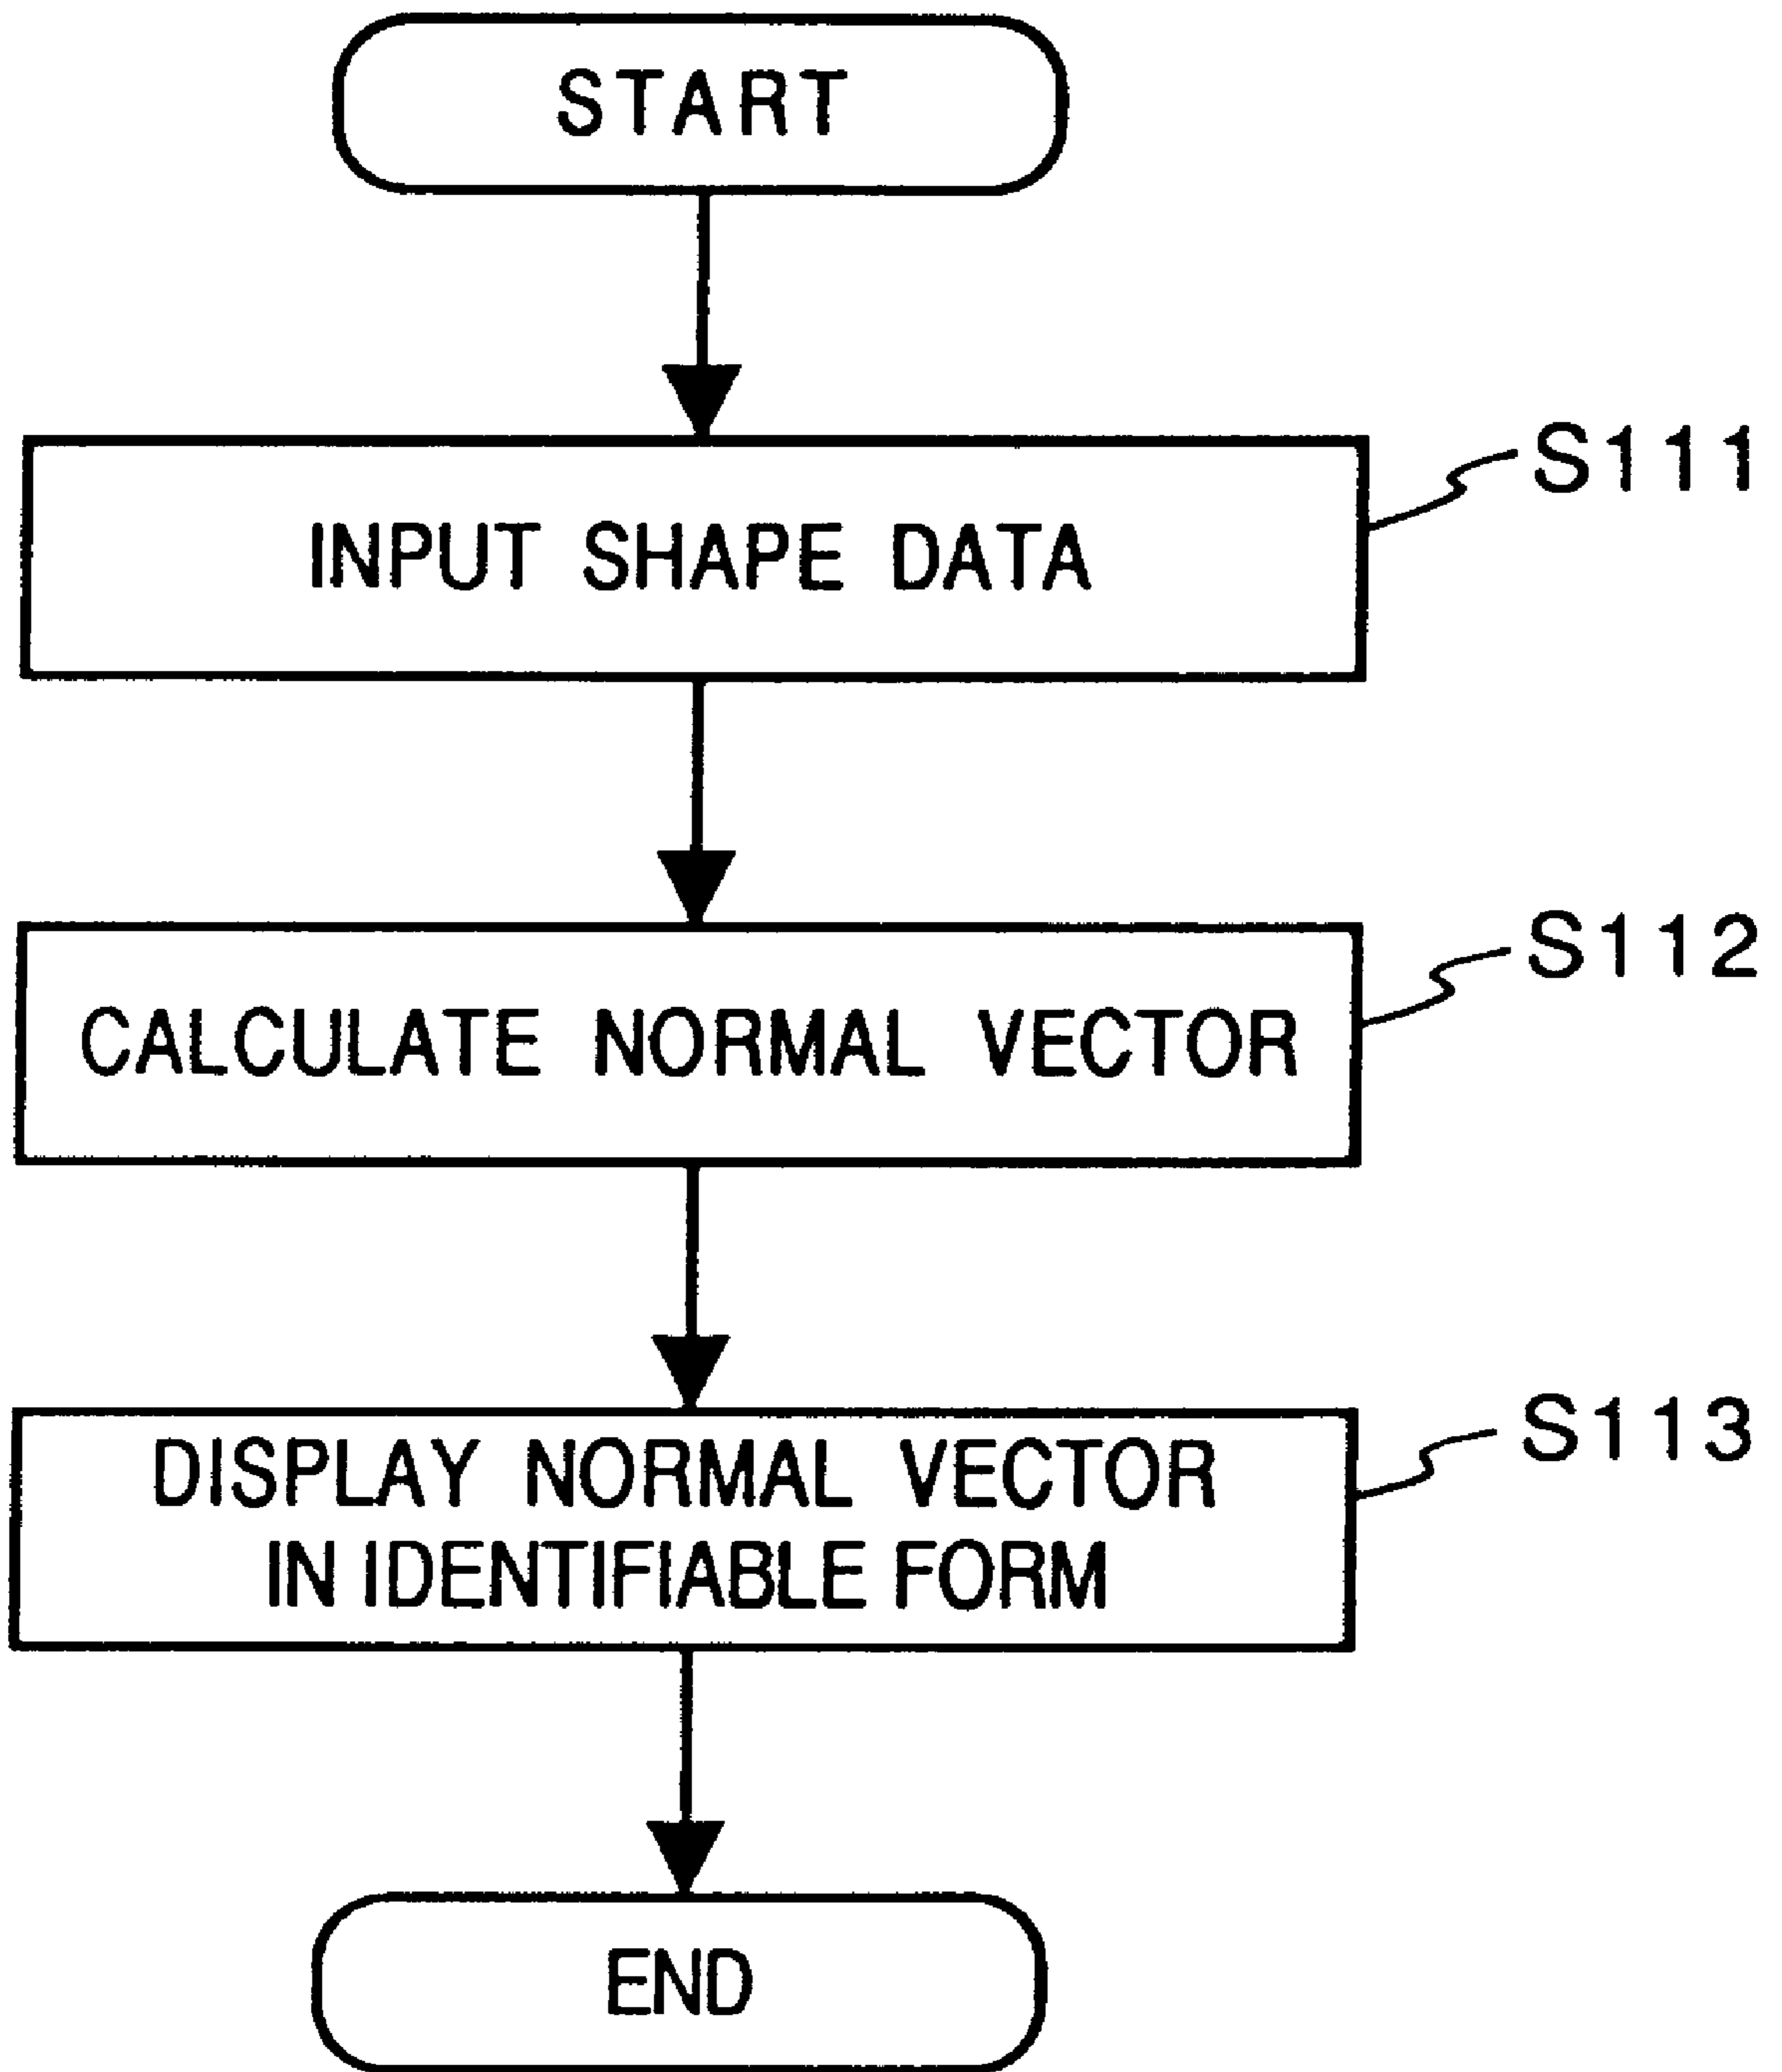 START
INPUT SHAPE DATA
S111
CALCULATE NORMAL VECTOR
S112
DISPLAY NORMAL VECTOR
IN IDENTIFIABLE FORM
S113
END